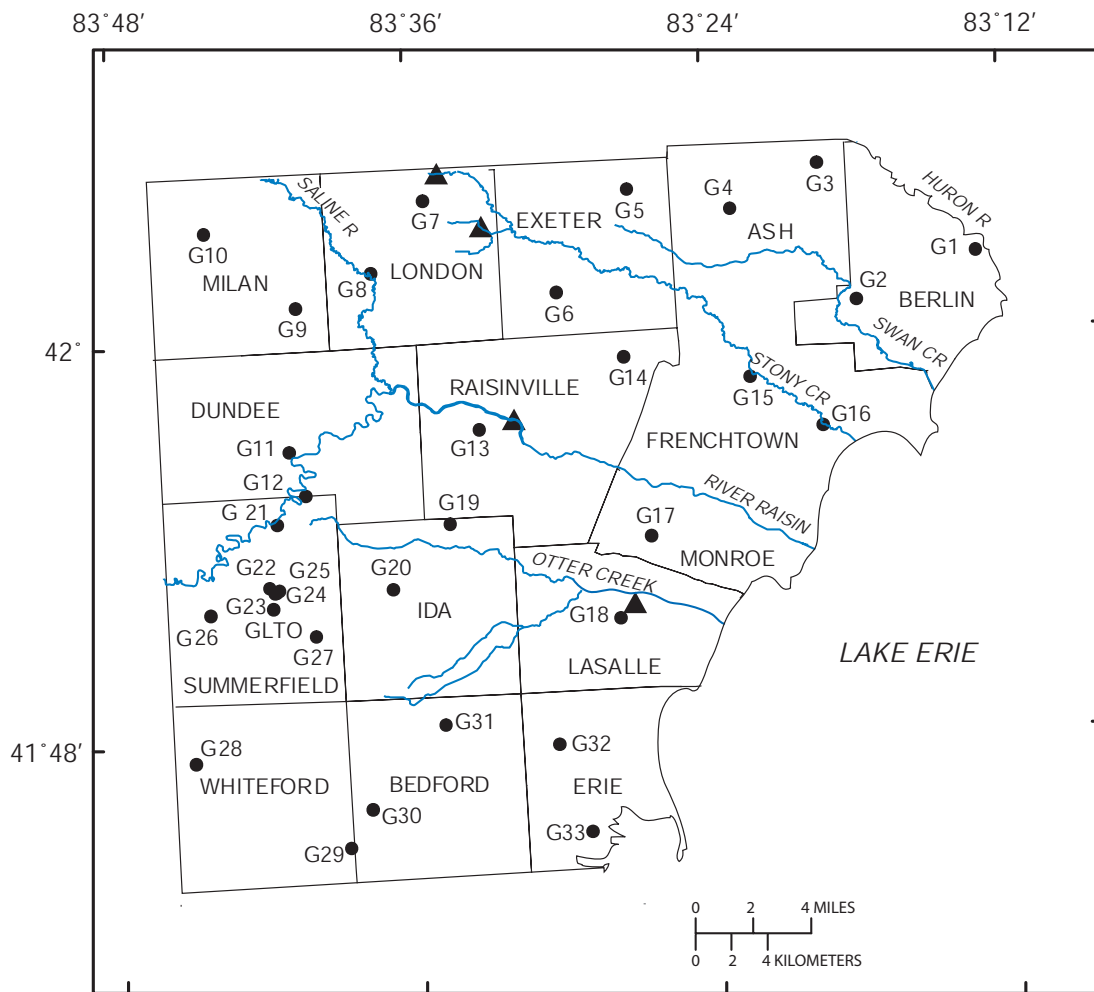 83°48′ 83°36′ 83°24′ 83°12′
SALINE R
HURON R
G3
G5
G4
G7
EXETER
ASH
G10
G1
LONDON
G8
MILAN
G2
BERLIN
G6
G9
SWAN CR
42°
G14
STONY CR
RAISINVILLE
G15
DUNDEE
G16
G11
G13
FRENCHTOWN
G12
RIVER RAISIN
G 21
G19
G17
MONROE
G22 G25
G20
OTTER CREEK
G24
G23
IDA
G26
GLTO
G18
G27
LAKE ERIE
LASALLE
SUMMERFIELD
G31
41°48′
G28
G32
WHITEFORD
BEDFORD
ERIE
G30
G33
G29
0 2 4 MILES
0 2 4 KILOMETERS